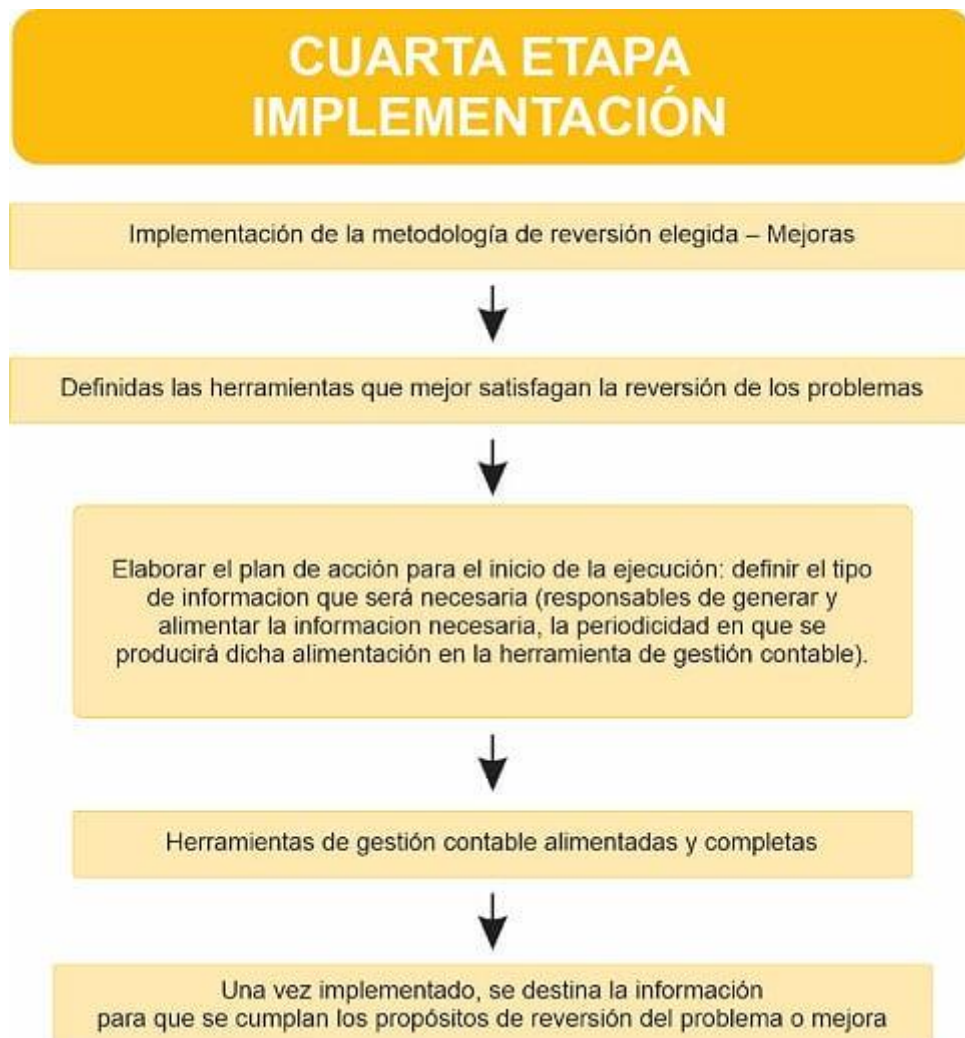 CUARTA ETAPA
IMPLEMENTACIÓN
Implementación de la metodología de reversión elegida – Mejoras
Definidas las herramientas que mejor satisfagan la reversión de los problemas
Elaborar el plan de acción para el inicio de la ejecución: definir el tipo
de informacion que será necesaria (responsables de generar y
alimentar la informacion necesaria, la periodicidad en que se
producirá dicha alimentación en la herramienta de gestión contable).
Herramientas de gestión contable alimentadas y completas
Una vez implementado, se destina la información
para que se cumplan los propósitos de reversión del problema o mejora